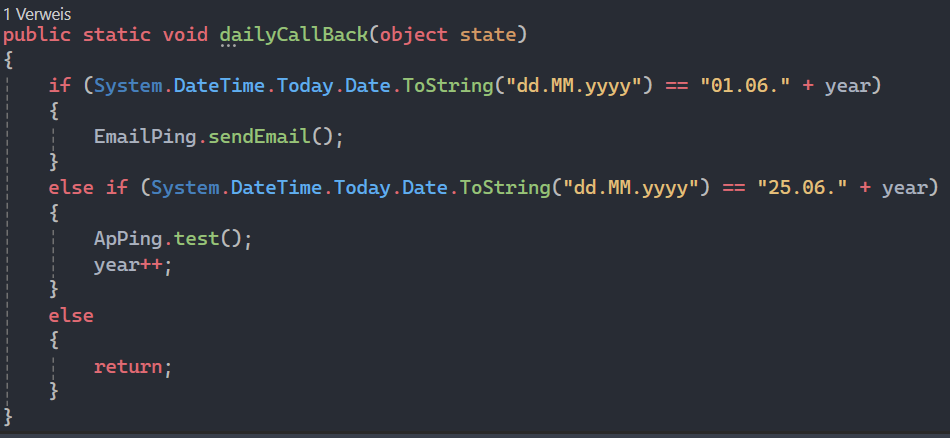 1 Verweis
public static void dailyCallBack(object state)
{
if (System.DateTime.Today.Date.ToString("dd.MM.yyyy") == "01.06." + year)
{
EmailPing.sendEmail();
}
else if (System.DateTime.Today.Date.ToString("dd.MM.yyyy") == "25.06." + year)
{
ApPing.test();
year++;
}
else
{
return;
}
}